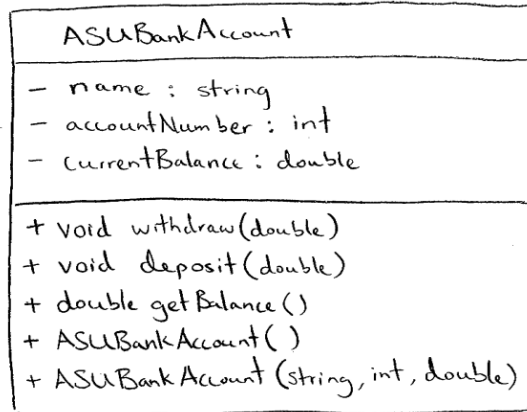 ASUBankAccount
- name : string
- accountNumber : int
- currentBalance : double
+ void withdraw(double)
+ void deposit(double)
+ double getBalance()
+ ASUBankAccount( )
+ ASUBankAccount (string, int, double)